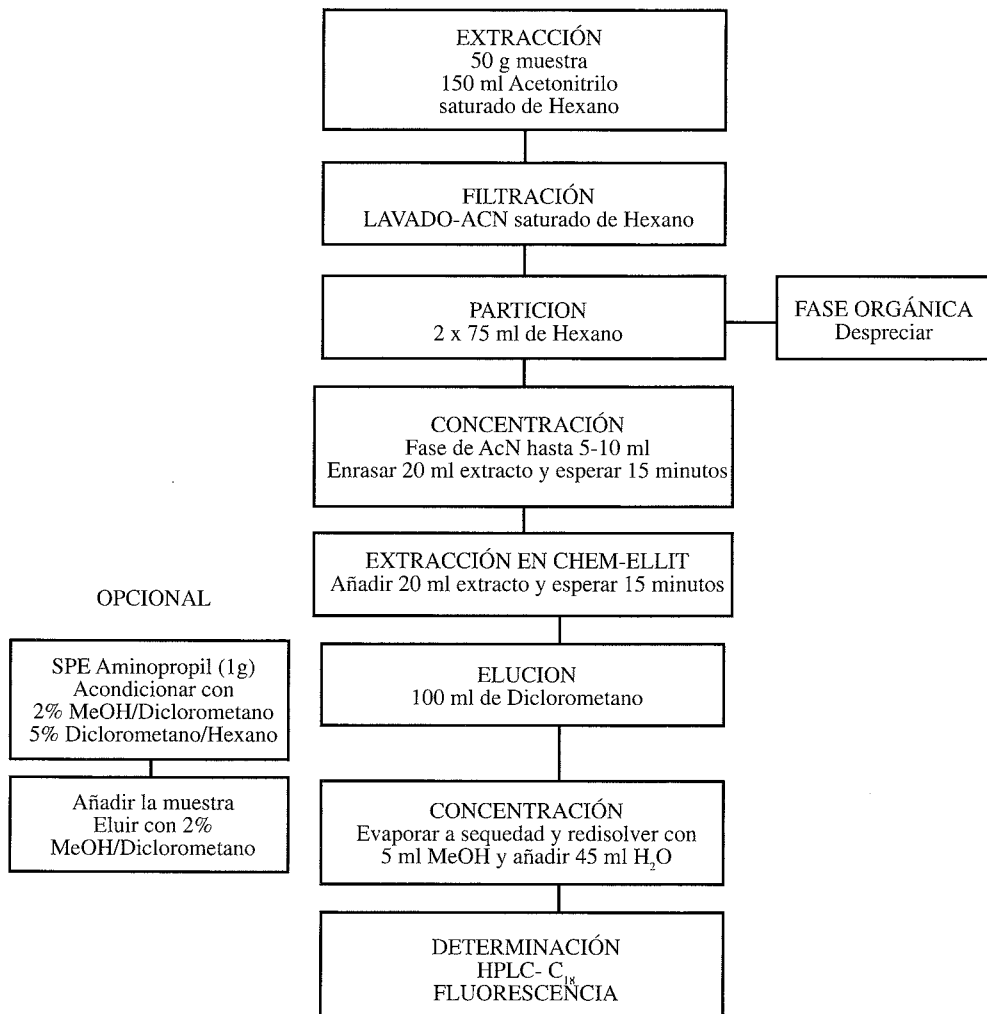 EXTRACCIÓN
50 g muestra
150 ml Acetonitrilo
saturado de Hexano
FILTRACIÓN
LAVADO-ACN saturado de Hexano
PARTICION
2 x 75 ml de Hexano
FASE ORGÁNICA
Despreciar
CONCENTRACIÓN
Fase de AcN hasta 5-10 ml
Enrasar 20 ml extracto y esperar 15 minutos
EXTRACCIÓN EN CHEM-ELLIT
Añadir 20 ml extracto y esperar 15 minutos
OPCIONAL
SPE Aminopropil (1g)
Acondicionar con
2% MeOH/Diclorometano
5% Diclorometano/Hexano
Añadir la muestra
Eluir con 2%
MeOH/Diclorometano
ELUCION
100 ml de Diclorometano
CONCENTRACIÓN
Evaporar a sequedad y redisolver con
5 ml MeOH y añadir 45 ml H₂O
DETERMINACIÓN
HPLC- C₁₈
FLUORESCENCIA